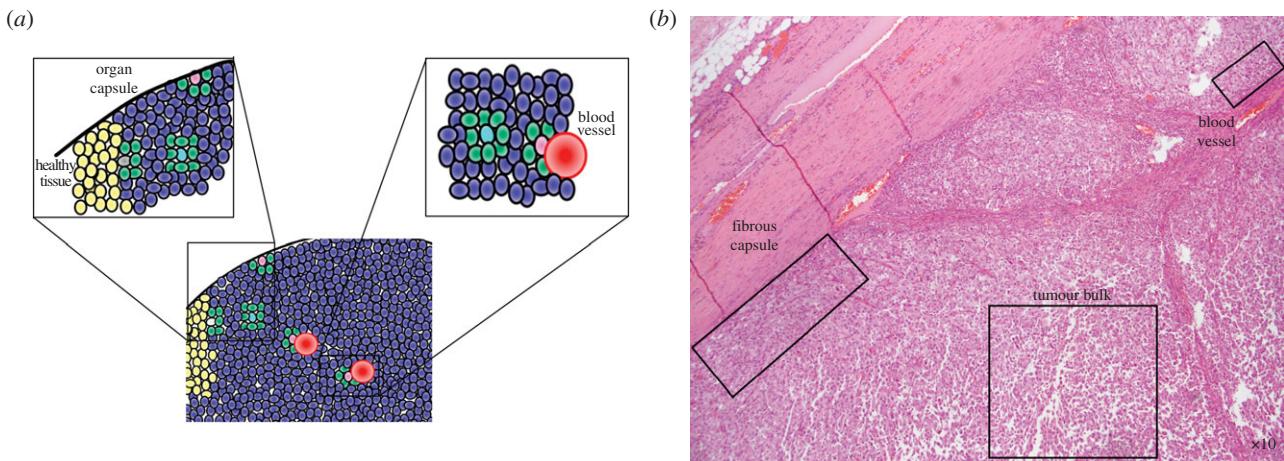 (a)
organ
capsule
healthy
tissue
blood
vessel
(b)
blood
vessel
fibrous
capsule
tumour bulk
×10